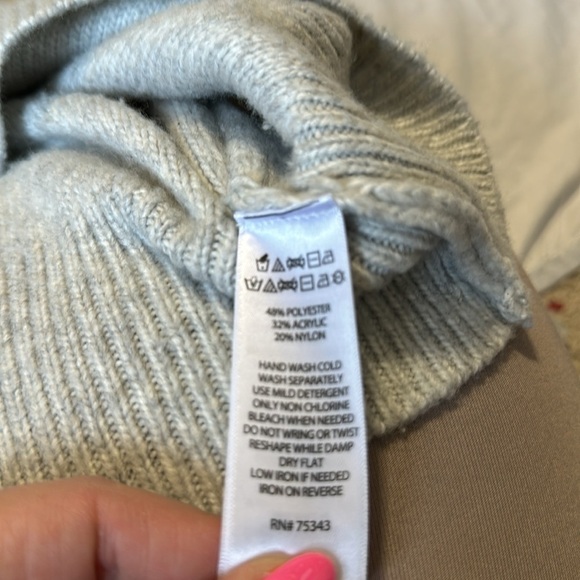 48% POLYESTER
32% ACRYLIC
20% NYLON
HAND WASH COLD
WASH SEPARATELY
USE MILD DETERGENT
ONLY NON CHLORINE
BLEACH WHEN NEEDED
DO NOT WRING OR TWIST
RESHAPE WHILE DAMP
DRY FLAT
LOW IRON IF NEEDED
IRON ON REVERSE
RN# 75343